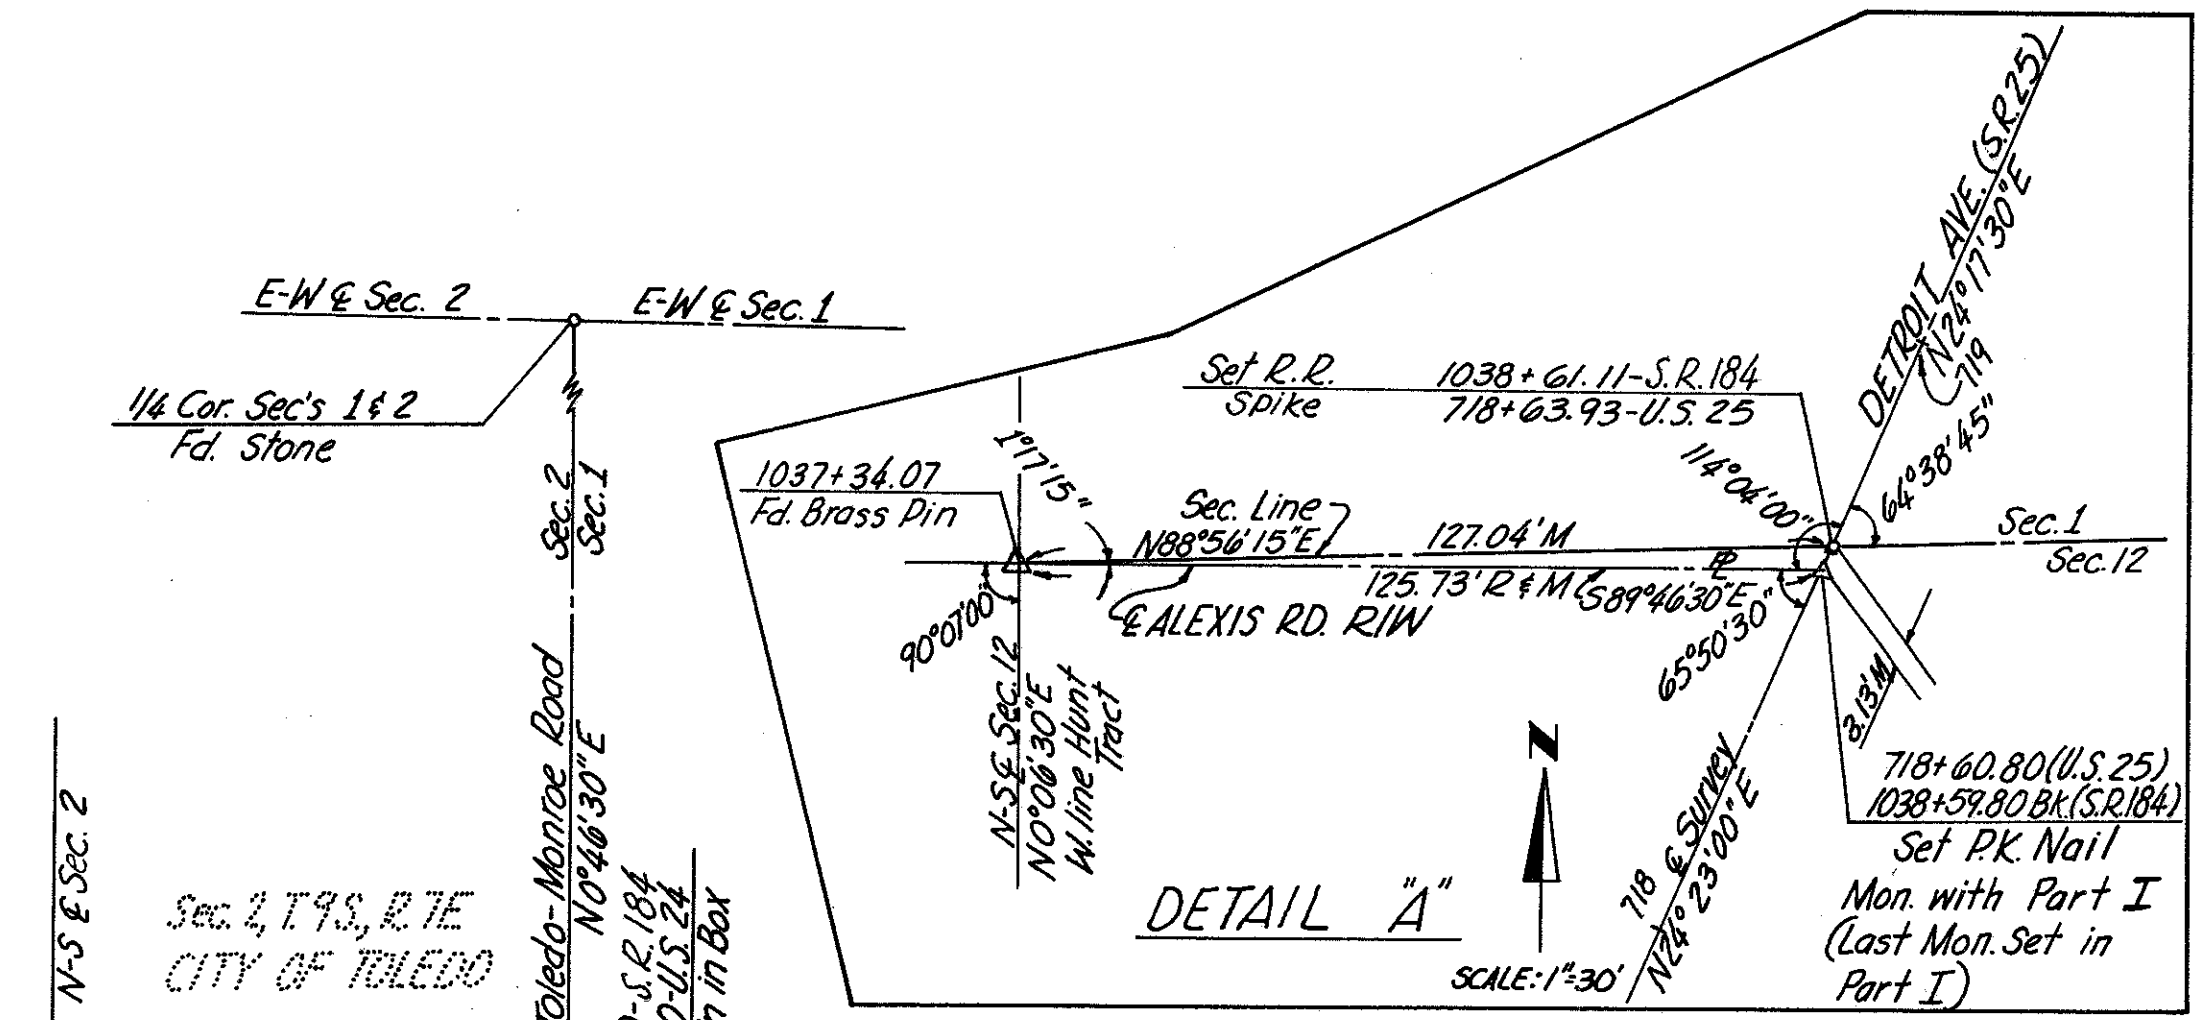 E-W ℄ Sec. 2
E-W ℄ Sec. 1
1/4 Cor. Sec's 1 & 2
Fd. Stone
Sec. 2
Sec. 1
Toledo-Monroe Road
N0°46'30"E
N-S ℄ Sec. 2
Sec. 2, T9S, R7E
CITY OF TOLEDO
-S.R. 184
-U.S. 24
in Box
1037+34.07
Fd. Brass Pin
1°17'15"
Set R.R.
Spike
1038+61.11-S.R.184
718+63.93-U.S. 25
Sec. Line
N88°56'15"E
127.04'M
125.73'R & M
S89°46'30"E
℄ ALEXIS RD. R/W
90°07'00"
N-S ℄ Sec. 12
N0°06'30"E
W. line Hunt
Tract
114°04'00"
64°38'45"
65°50'30"
DETROIT AVE. (S.R.25)
N24°17'30"E
719
Sec. 1
Sec. 12
3.13'M
718+60.80(U.S. 25)
1038+59.80 BK(S.R.184)
Set P.K. Nail
Mon. with Part I
(Last Mon. Set in
Part I)
718 ℄ Survey
N24°23'00"E
DETAIL "A"
N
SCALE: 1"=30'